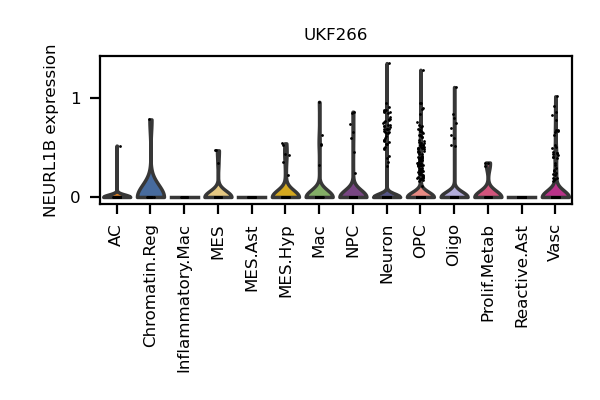 UKF266
NEURL1B expression
1
0
AC
Chromatin.Reg
Inflammatory.Mac
MES
MES.Ast
MES.Hyp
Mac
NPC
Neuron
OPC
Oligo
Prolif.Metab
Reactive.Ast
Vasc